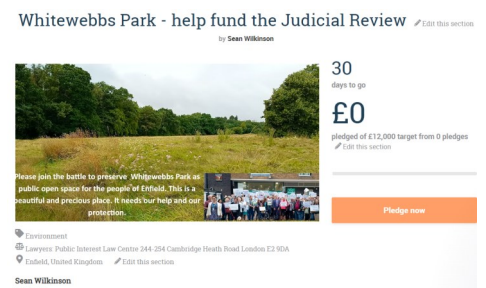 Whitewebbs Park - help fund the Judicial Review Edit this section
by Sean Wilkinson
30
days to go
£0
pledged of £12,000 target from 0 pledges
Edit this section
Please join the battle to preserve Whitewebbs Park as
public open space for the people of Enfield. This is a
beautiful and precious place. It needs our help and our
protection.
Pledge now
Environment
Lawyers: Public Interest Law Centre 244-254 Cambridge Heath Road London E2 9DA
Enfield, United Kingdom Edit this section
Sean Wilkinson